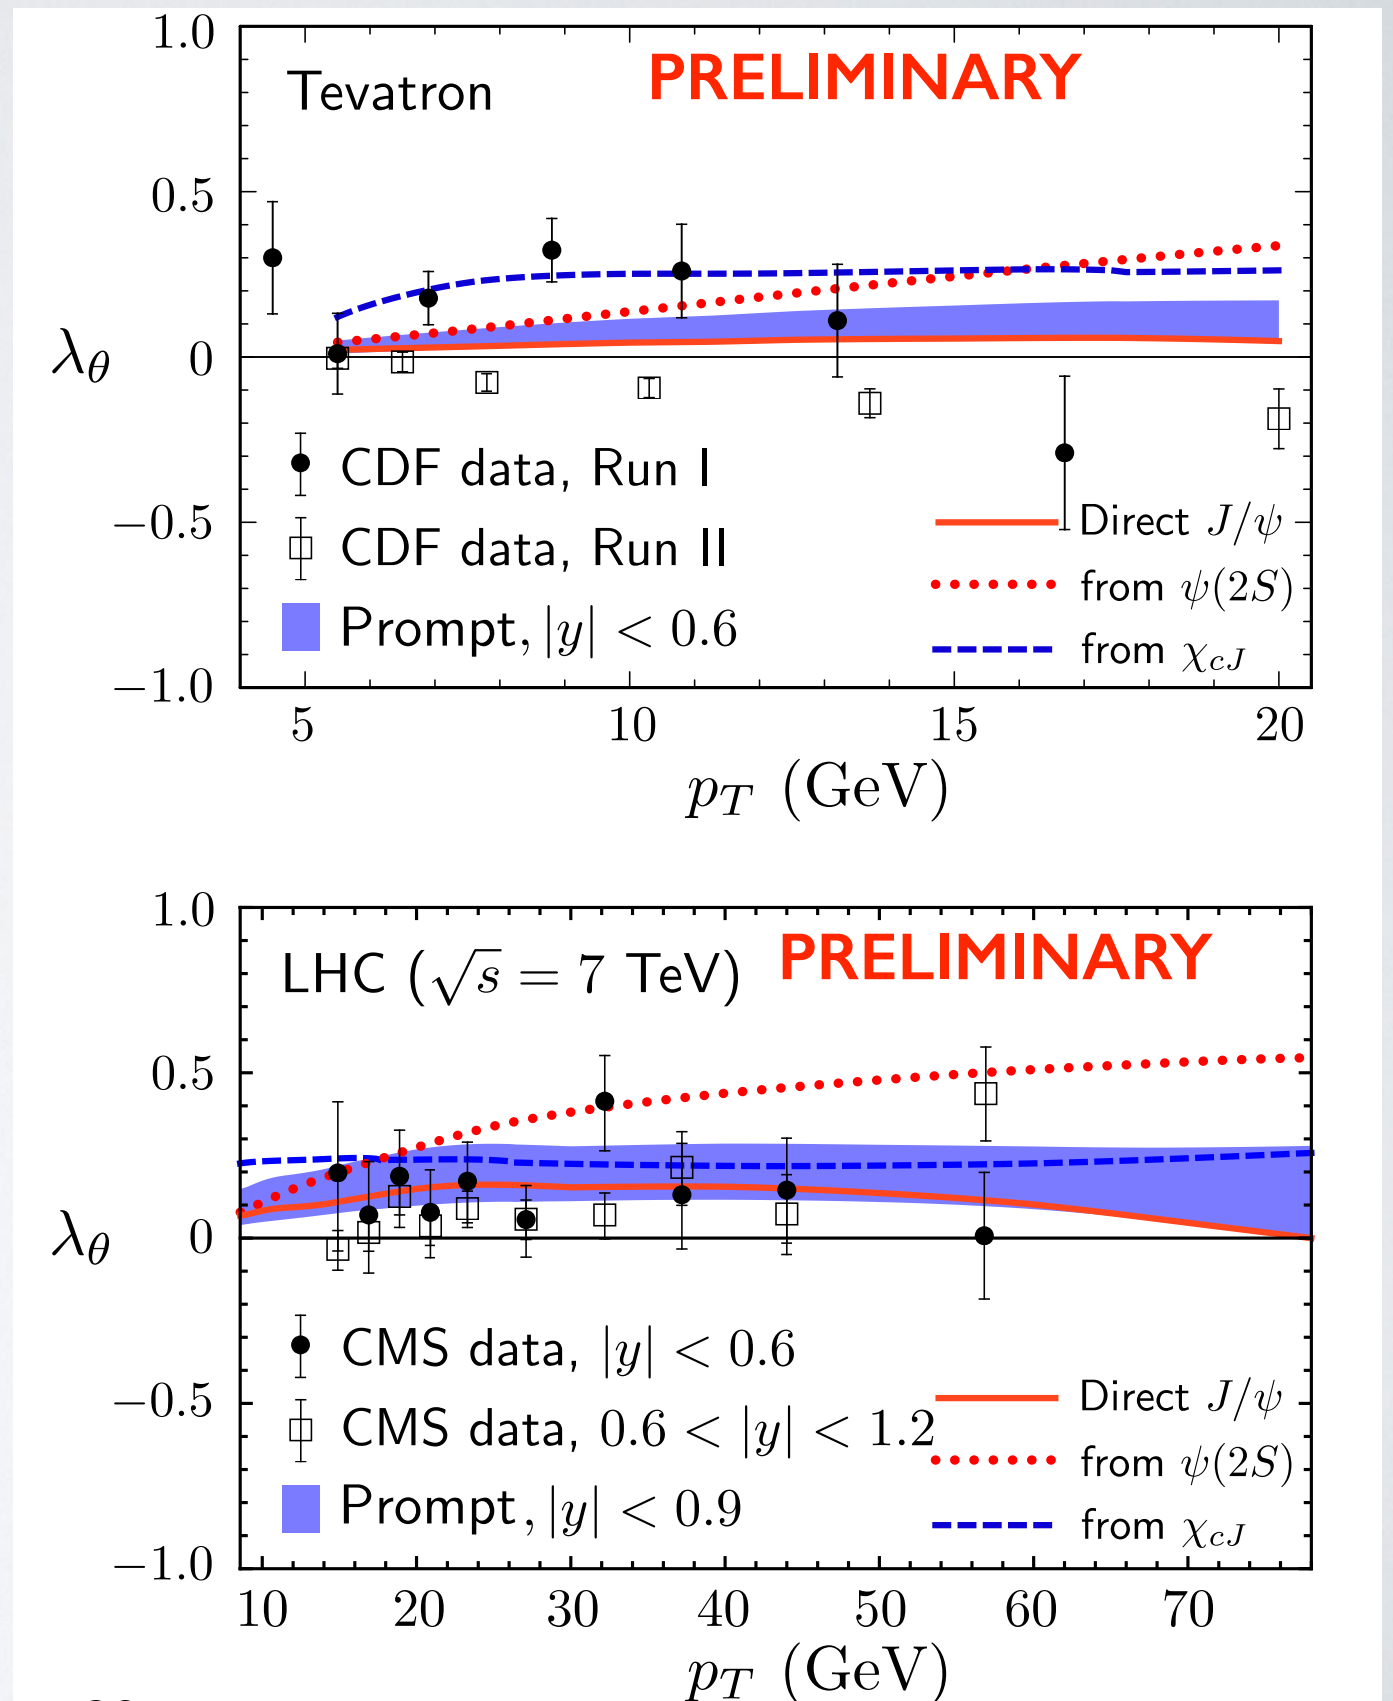 1.0
Tevatron PRELIMINARY
0.5
λθ
0
CDF data, Run I
−0.5
Direct J/ψ
CDF data, Run II
from ψ(2S)
Prompt, |y| < 0.6
from χcJ
−1.0
5 10 15 20
pT (GeV)
1.0
LHC (√s = 7 TeV) PRELIMINARY
0.5
λθ
0
CMS data, |y| < 0.6
−0.5
Direct J/ψ
CMS data, 0.6 < |y| < 1.2
from ψ(2S)
Prompt, |y| < 0.9
from χcJ
−1.0
10 20 30 40 50 60 70
pT (GeV)